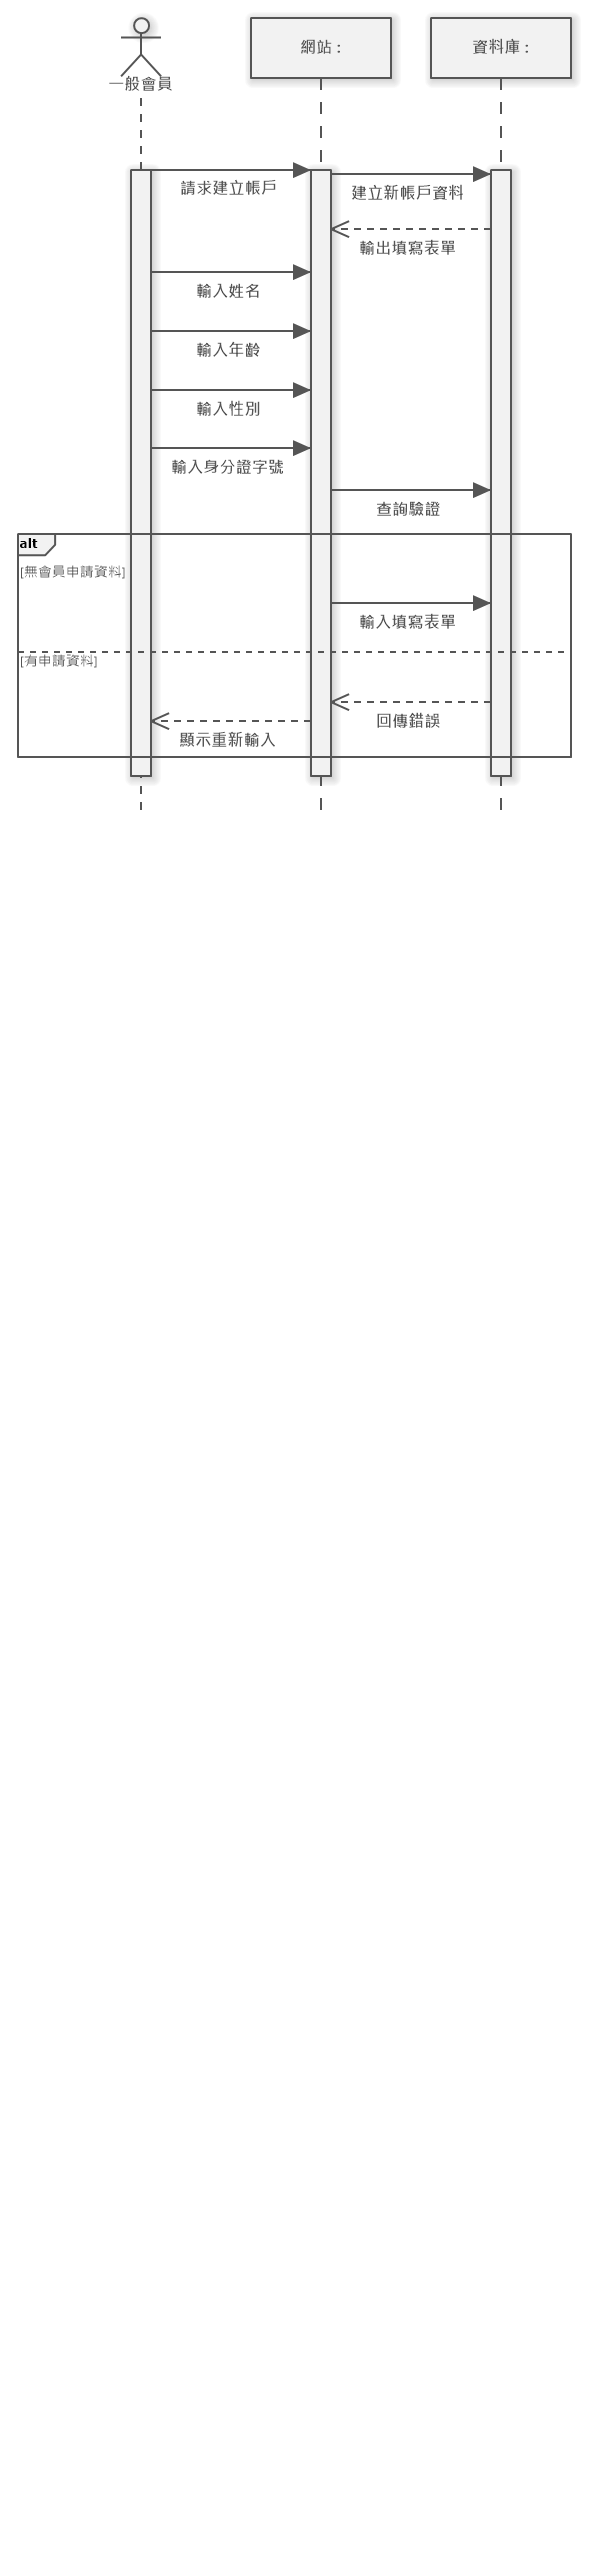 一般會員
網站 :
資料庫 :
請求建立帳戶
建立新帳戶資料
輸出填寫表單
輸入姓名
輸入年齡
輸入性別
輸入身分證字號
查詢驗證
alt
[無會員申請資料]
輸入填寫表單
[有申請資料]
回傳錯誤
顯示重新輸入